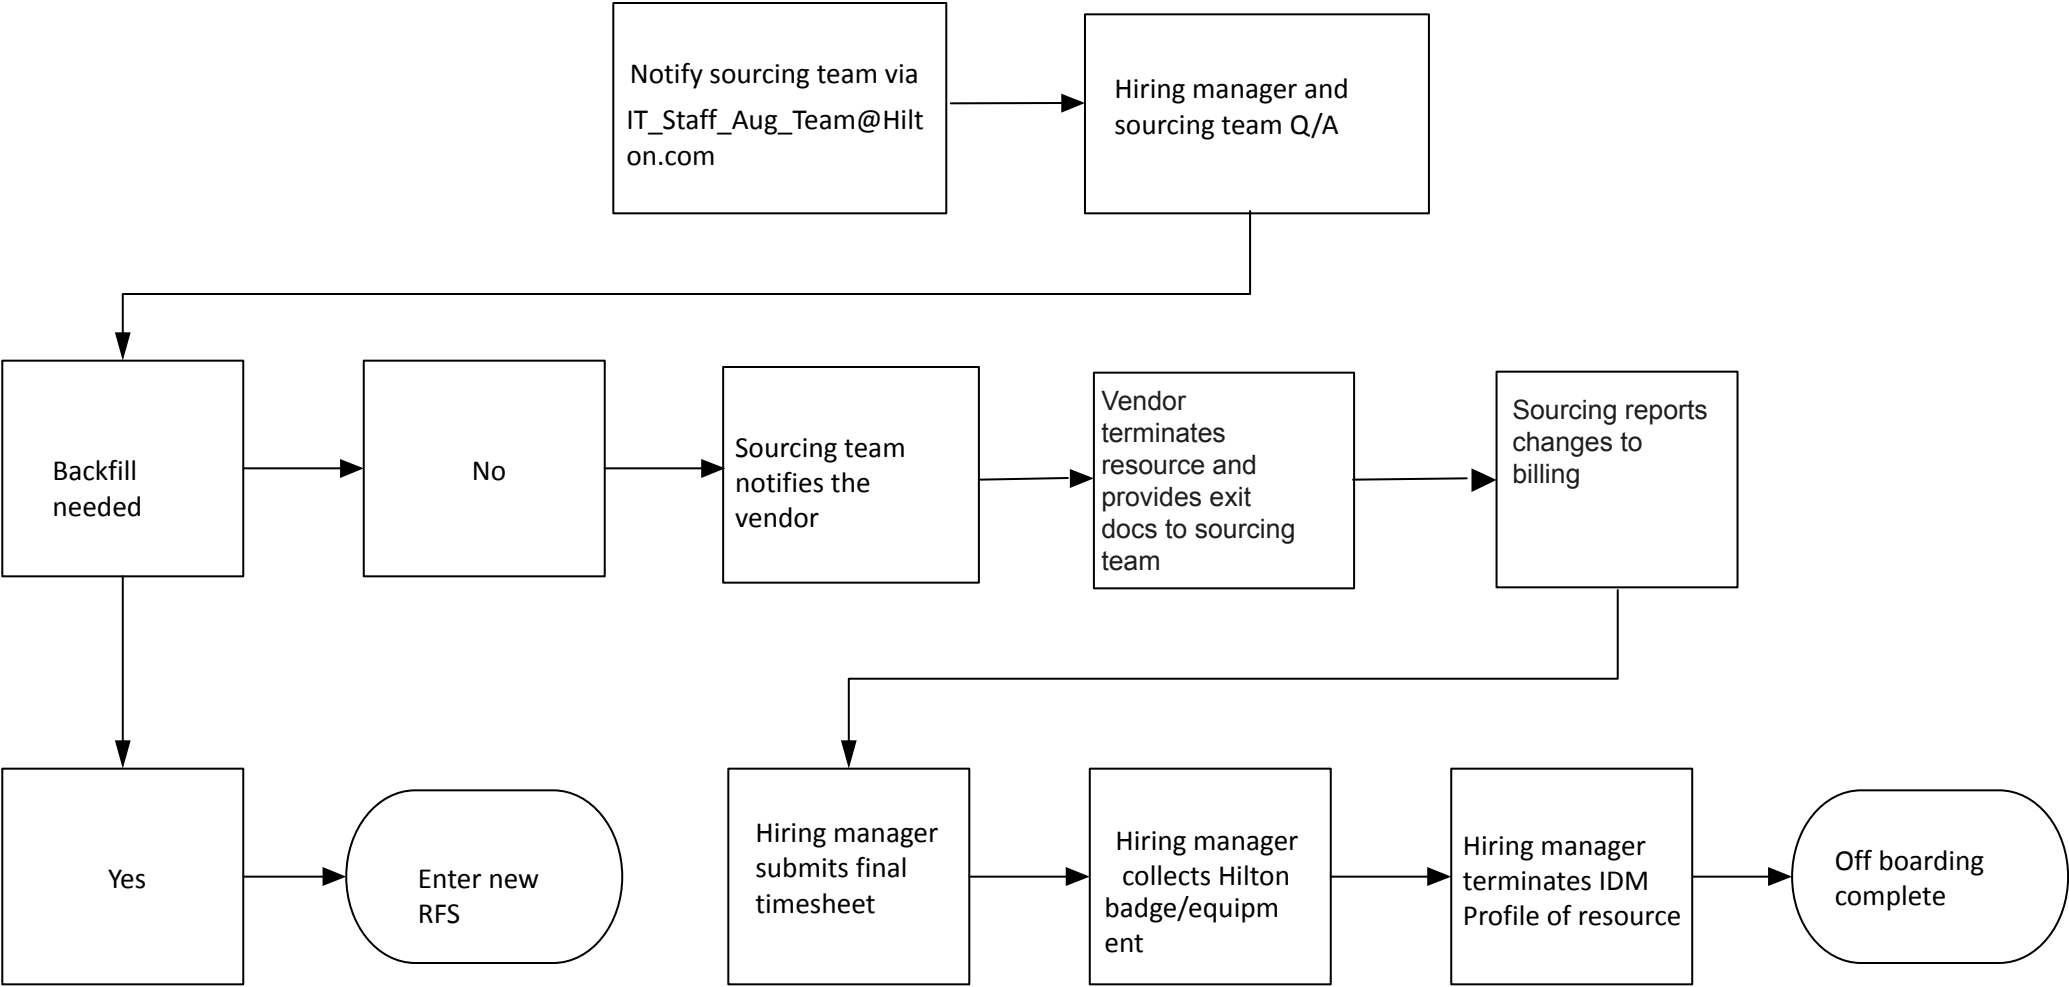 Notify sourcing team via
IT_Staff_Aug_Team@Hilt
on.com
Hiring manager and
sourcing team Q/A
Backfill
needed
No
Sourcing team
notifies the
vendor
Vendor
terminates
resource and
provides exit
docs to sourcing
team
Sourcing reports
changes to
billing
Yes
Enter new
RFS
Hiring manager
submits final
timesheet
Hiring manager
collects Hilton
badge/equipm
ent
Hiring manager
terminates IDM
Profile of resource
Off boarding
complete